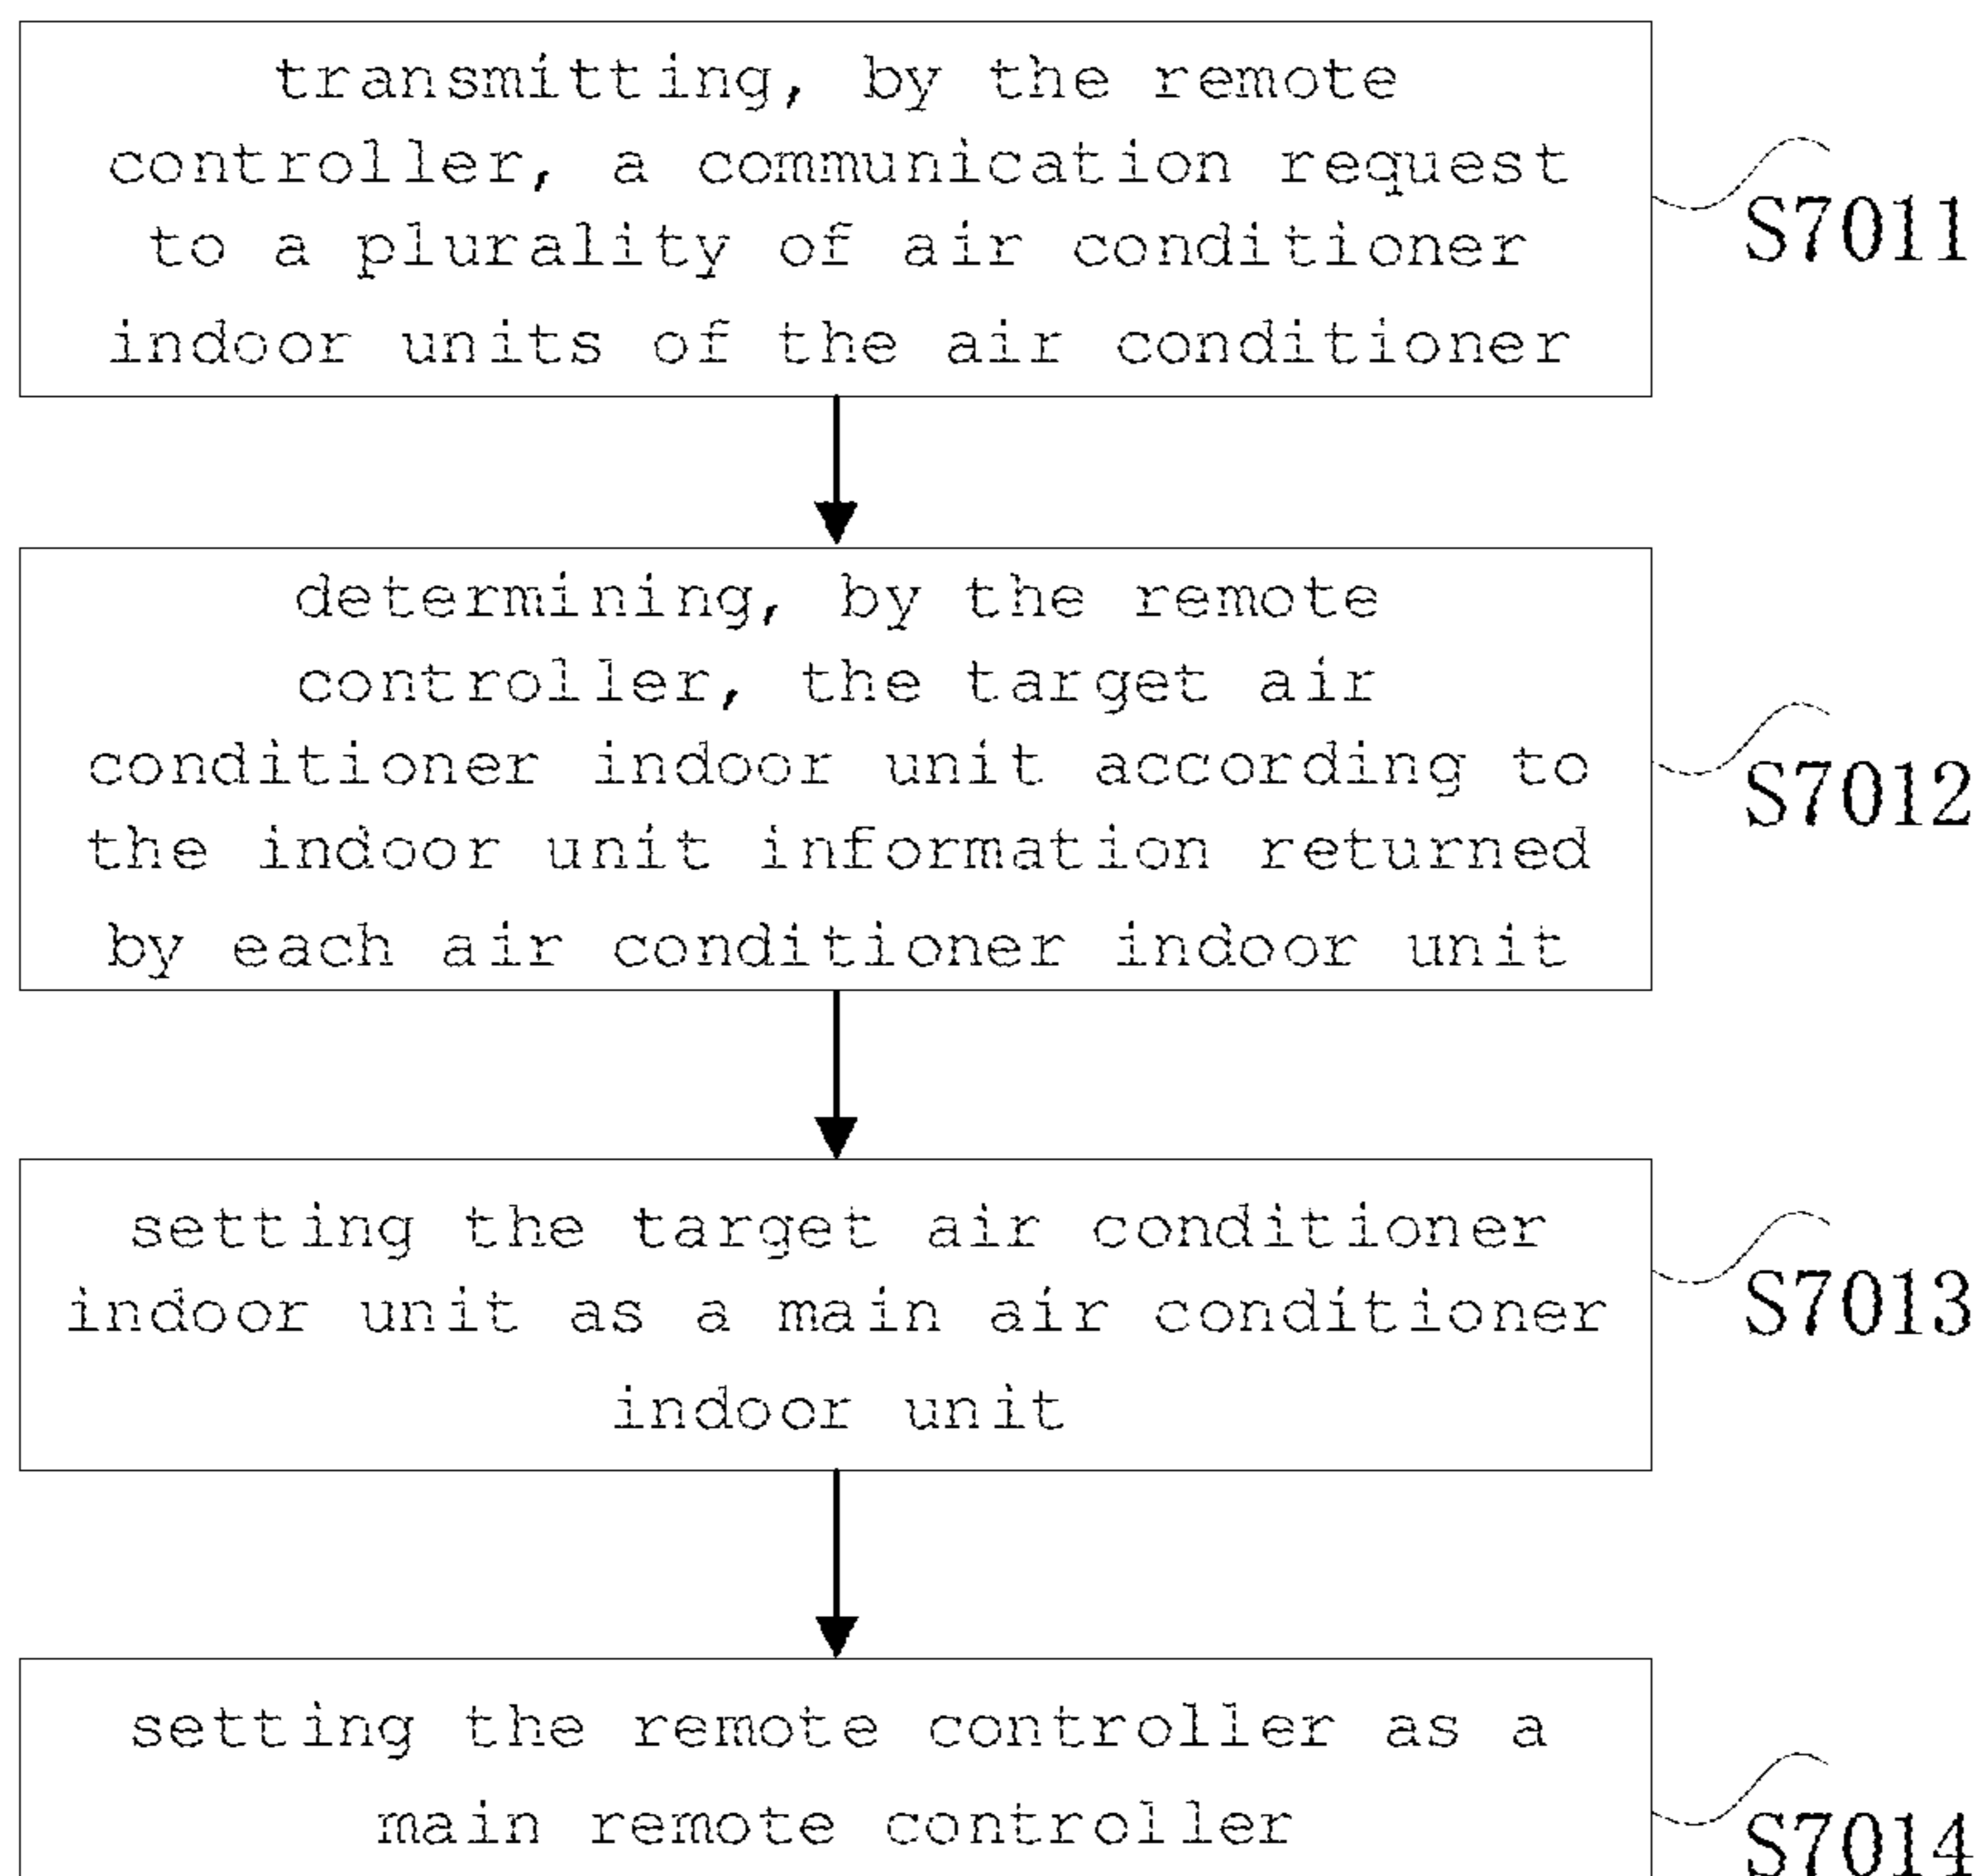 transmitting, by the remote
controller, a communication request
to a plurality of air conditioner
indoor units of the air conditioner
S7011
determining, by the remote
controller, the target air
conditioner indoor unit according to
the indoor unit information returned
by each air conditioner indoor unit
S7012
setting the target air conditioner
indoor unit as a main air conditioner
indoor unit
S7013
setting the remote controller as a
main remote controller
S7014